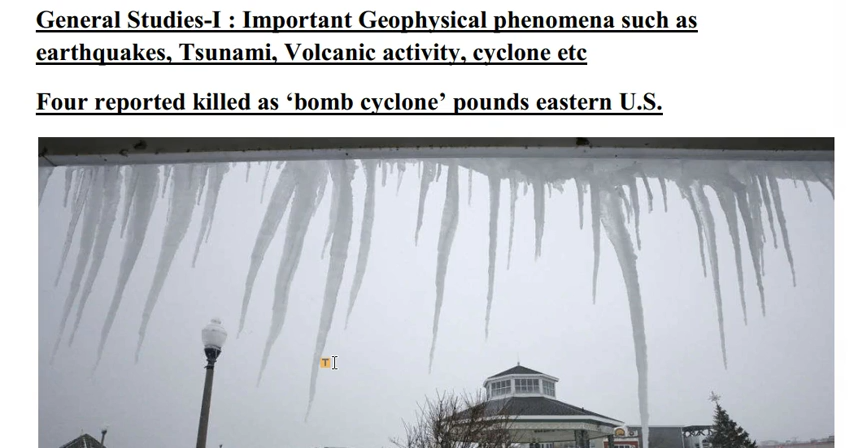 General Studies-I : Important Geophysical phenomena such as
earthquakes, Tsunami, Volcanic activity, cyclone etc
Four reported killed as ‘bomb cyclone’ pounds eastern U.S.
T